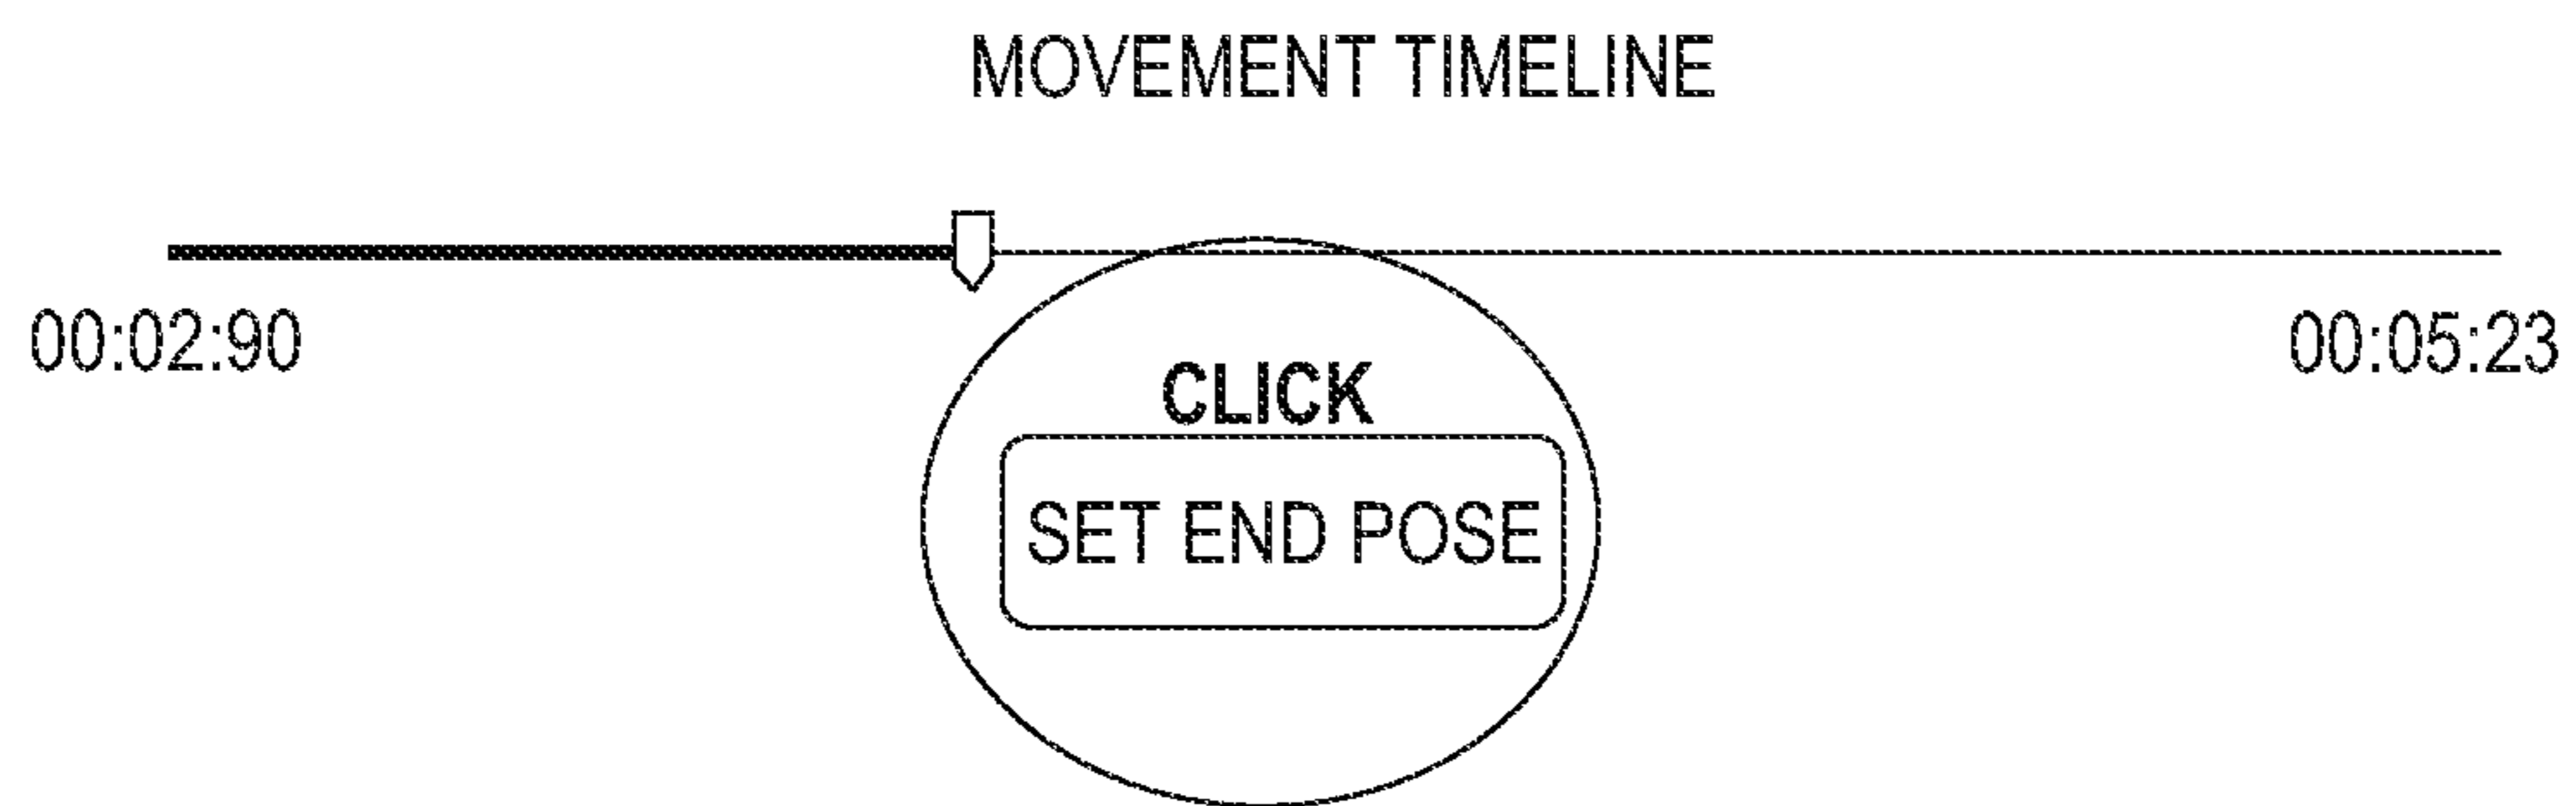 MOVEMENT TIMELINE
00:02:90
00:05:23
CLICK
SET END POSE